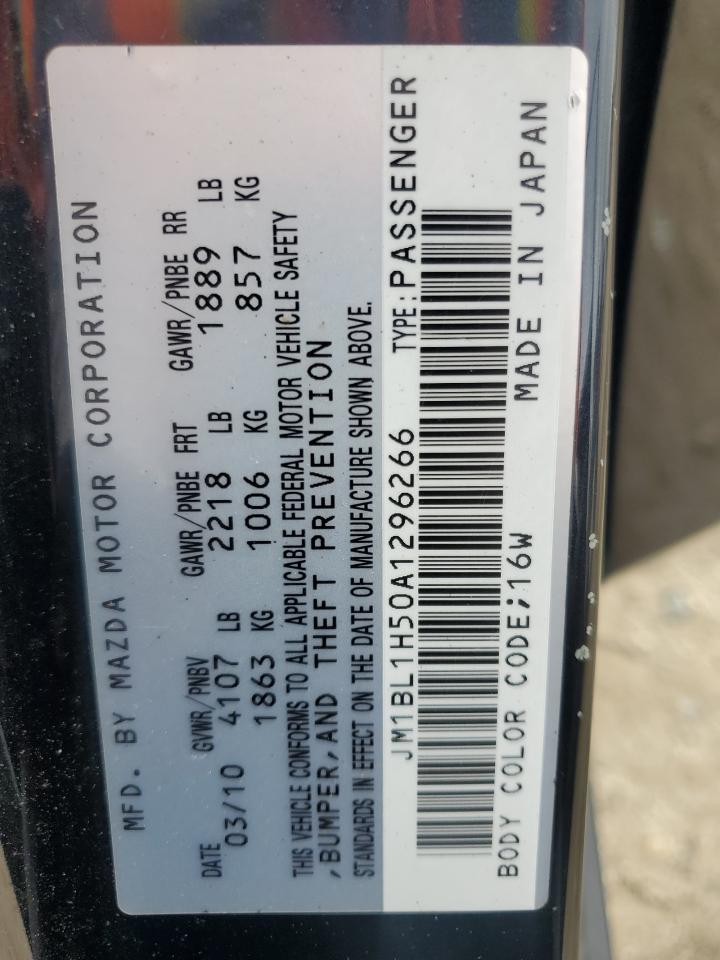 MFD. BY MAZDA MOTOR CORPORATION
DATE GVWR/PNBV GAWR/PNBE FRT GAWR/PNBE RR
03/10 4107 LB 2218 LB 1889 LB
1863 KG 1006 KG 857 KG
THIS VEHICLE CONFORMS TO ALL APPLICABLE FEDERAL MOTOR VEHICLE SAFETY
,BUMPER,AND THEFT PREVENTION
STANDARDS IN EFFECT ON THE DATE OF MANUFACTURE SHOWN ABOVE.
JM1BL1H50A1296266 TYPE:PASSENGER
BODY COLOR CODE;16W MADE IN JAPAN